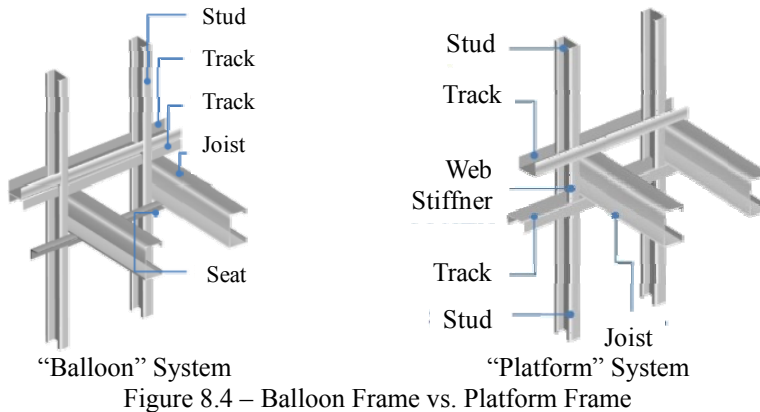 Stud
Track
Track
Joist
Seat
“Balloon” System
Stud
Track
Web
Stiffner
Track
Stud
Joist
“Platform” System
Figure 8.4 – Balloon Frame vs. Platform Frame